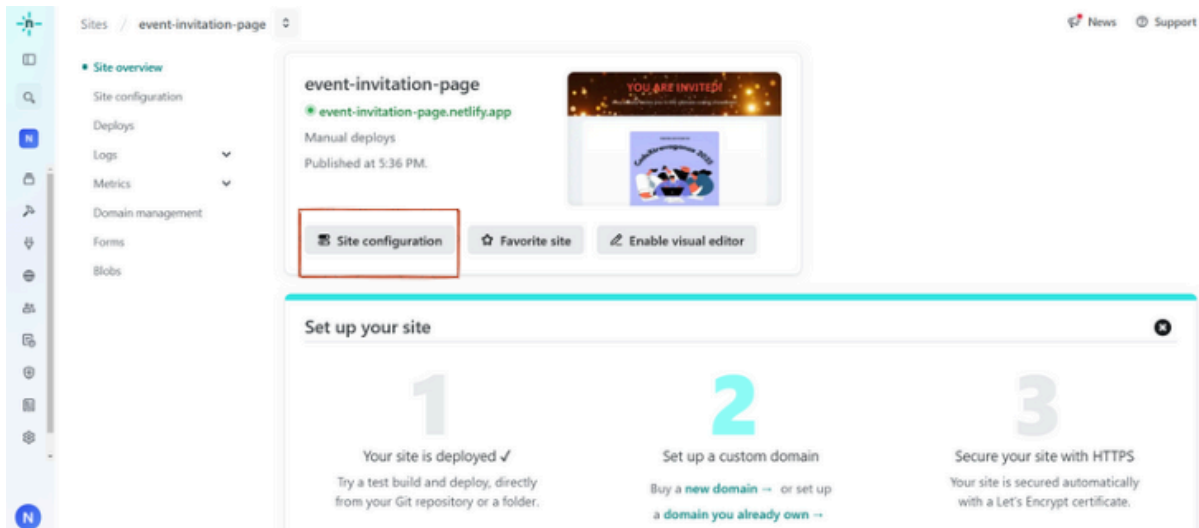 Sites / event-invitation-page
News
Support
Site overview
Site configuration
Deploys
Logs
Metrics
Domain management
Forms
Blobs
event-invitation-page
event-invitation-page.netlify.app
Manual deploys
Published at 5:36 PM.
YOU ARE INVITED!
CodeXtravaganza 2025
Site configuration
Favorite site
Enable visual editor
Set up your site
1
Your site is deployed ✓
Try a test build and deploy, directly
from your Git repository or a folder.
2
Set up a custom domain
Buy a new domain → or set up
a domain you already own →
3
Secure your site with HTTPS
Your site is secured automatically
with a Let's Encrypt certificate.
N
N